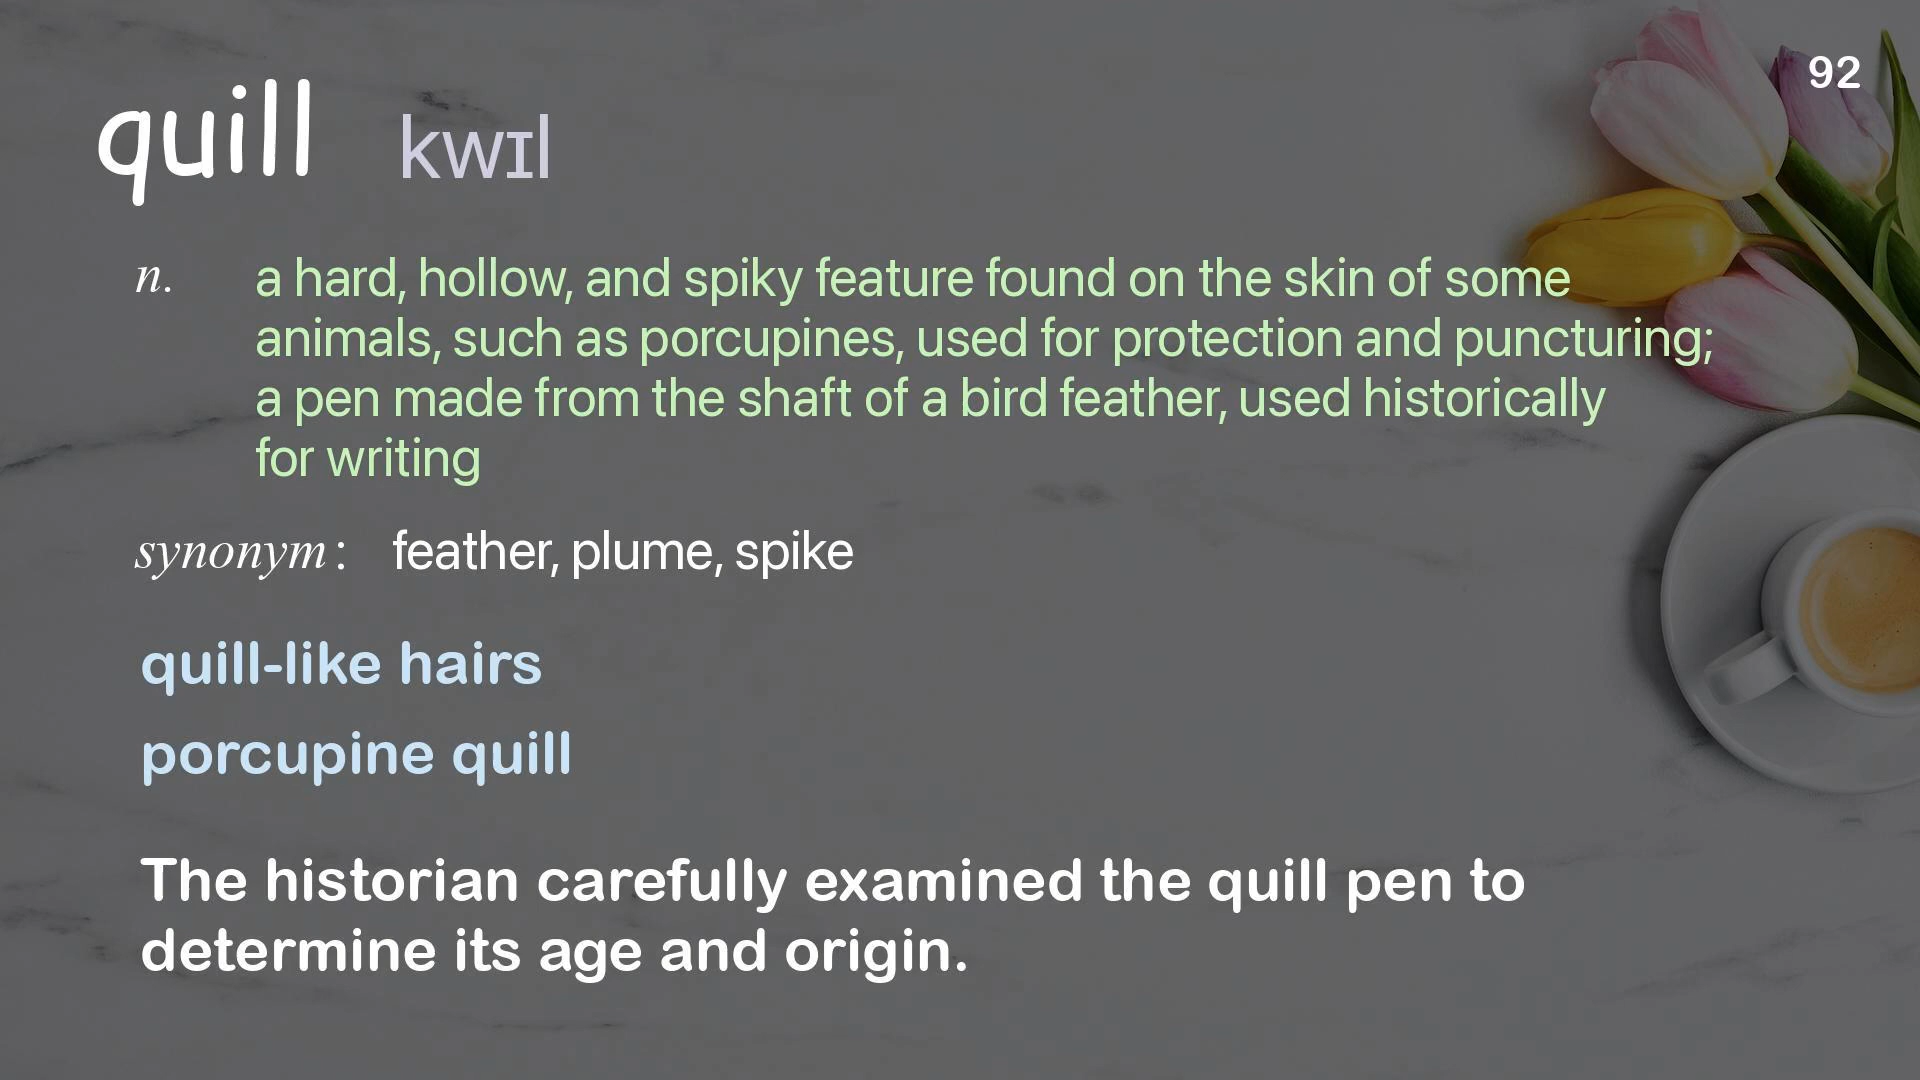 92
quill kwɪl
n. a hard, hollow, and spiky feature found on the skin of some
animals, such as porcupines, used for protection and puncturing;
a pen made from the shaft of a bird feather, used historically
for writing
synonym : feather, plume, spike
quill-like hairs
porcupine quill
The historian carefully examined the quill pen to
determine its age and origin.